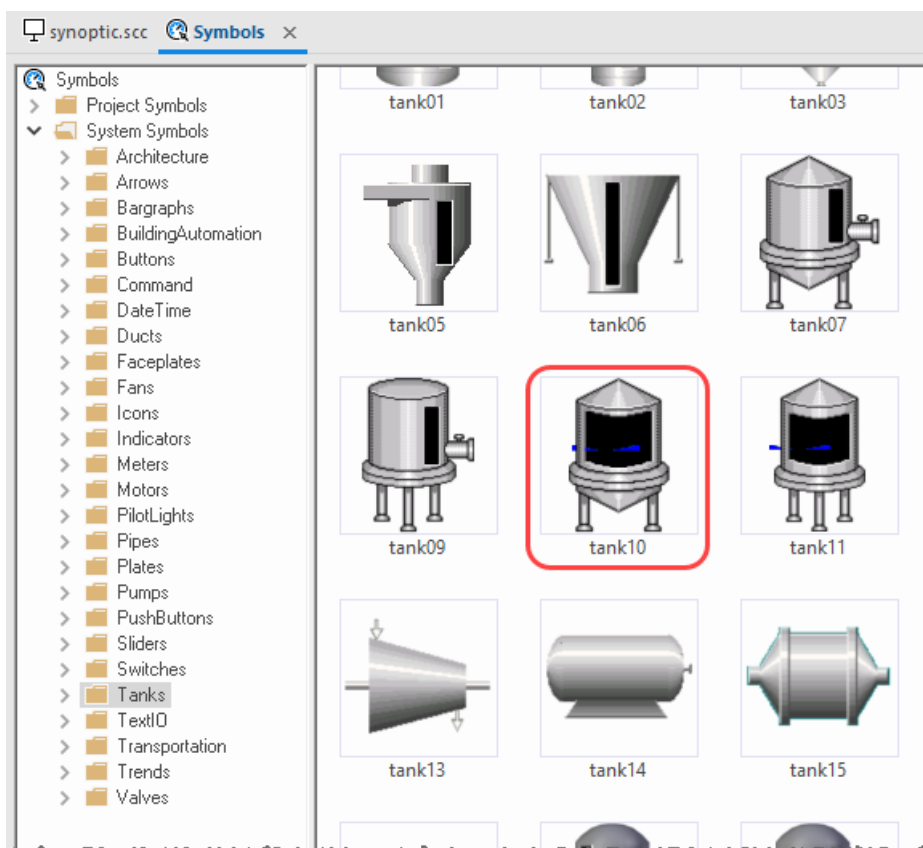 synoptic.scc Symbols ×
Symbols
Project Symbols
System Symbols
Architecture
Arrows
Bargraphs
BuildingAutomation
Buttons
Command
DateTime
Ducts
Faceplates
Fans
Icons
Indicators
Meters
Motors
PilotLights
Pipes
Plates
Pumps
PushButtons
Sliders
Switches
Tanks
TextIO
Transportation
Trends
Valves
tank01 tank02 tank03
tank05 tank06 tank07
tank09 tank10 tank11
tank13 tank14 tank15